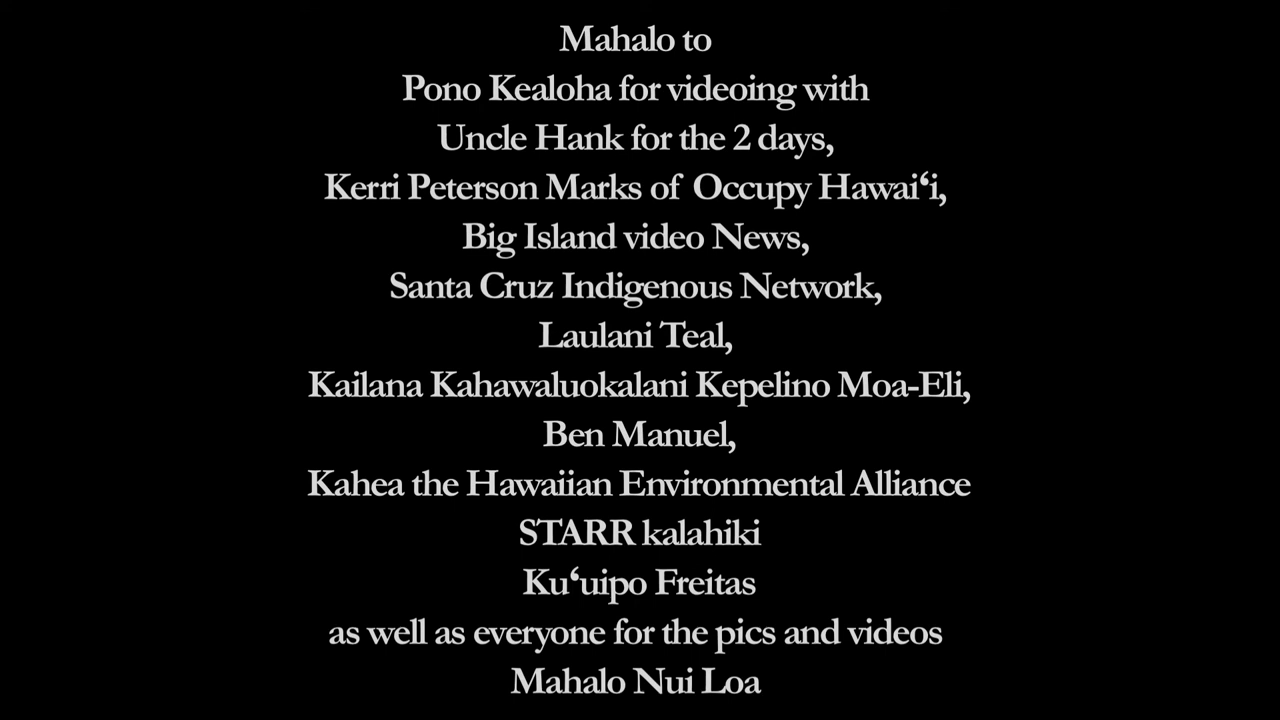 Mahalo to
Pono Kealoha for videoing with
Uncle Hank for the 2 days,
Kerri Peterson Marks of Occupy Hawaiʻi,
Big Island video News,
Santa Cruz Indigenous Network,
Laulani Teal,
Kailana Kahawaluokalani Kepelino Moa-Eli,
Ben Manuel,
Kahea the Hawaiian Environmental Alliance
STARR kalahiki
Kuʻuipo Freitas
as well as everyone for the pics and videos
Mahalo Nui Loa